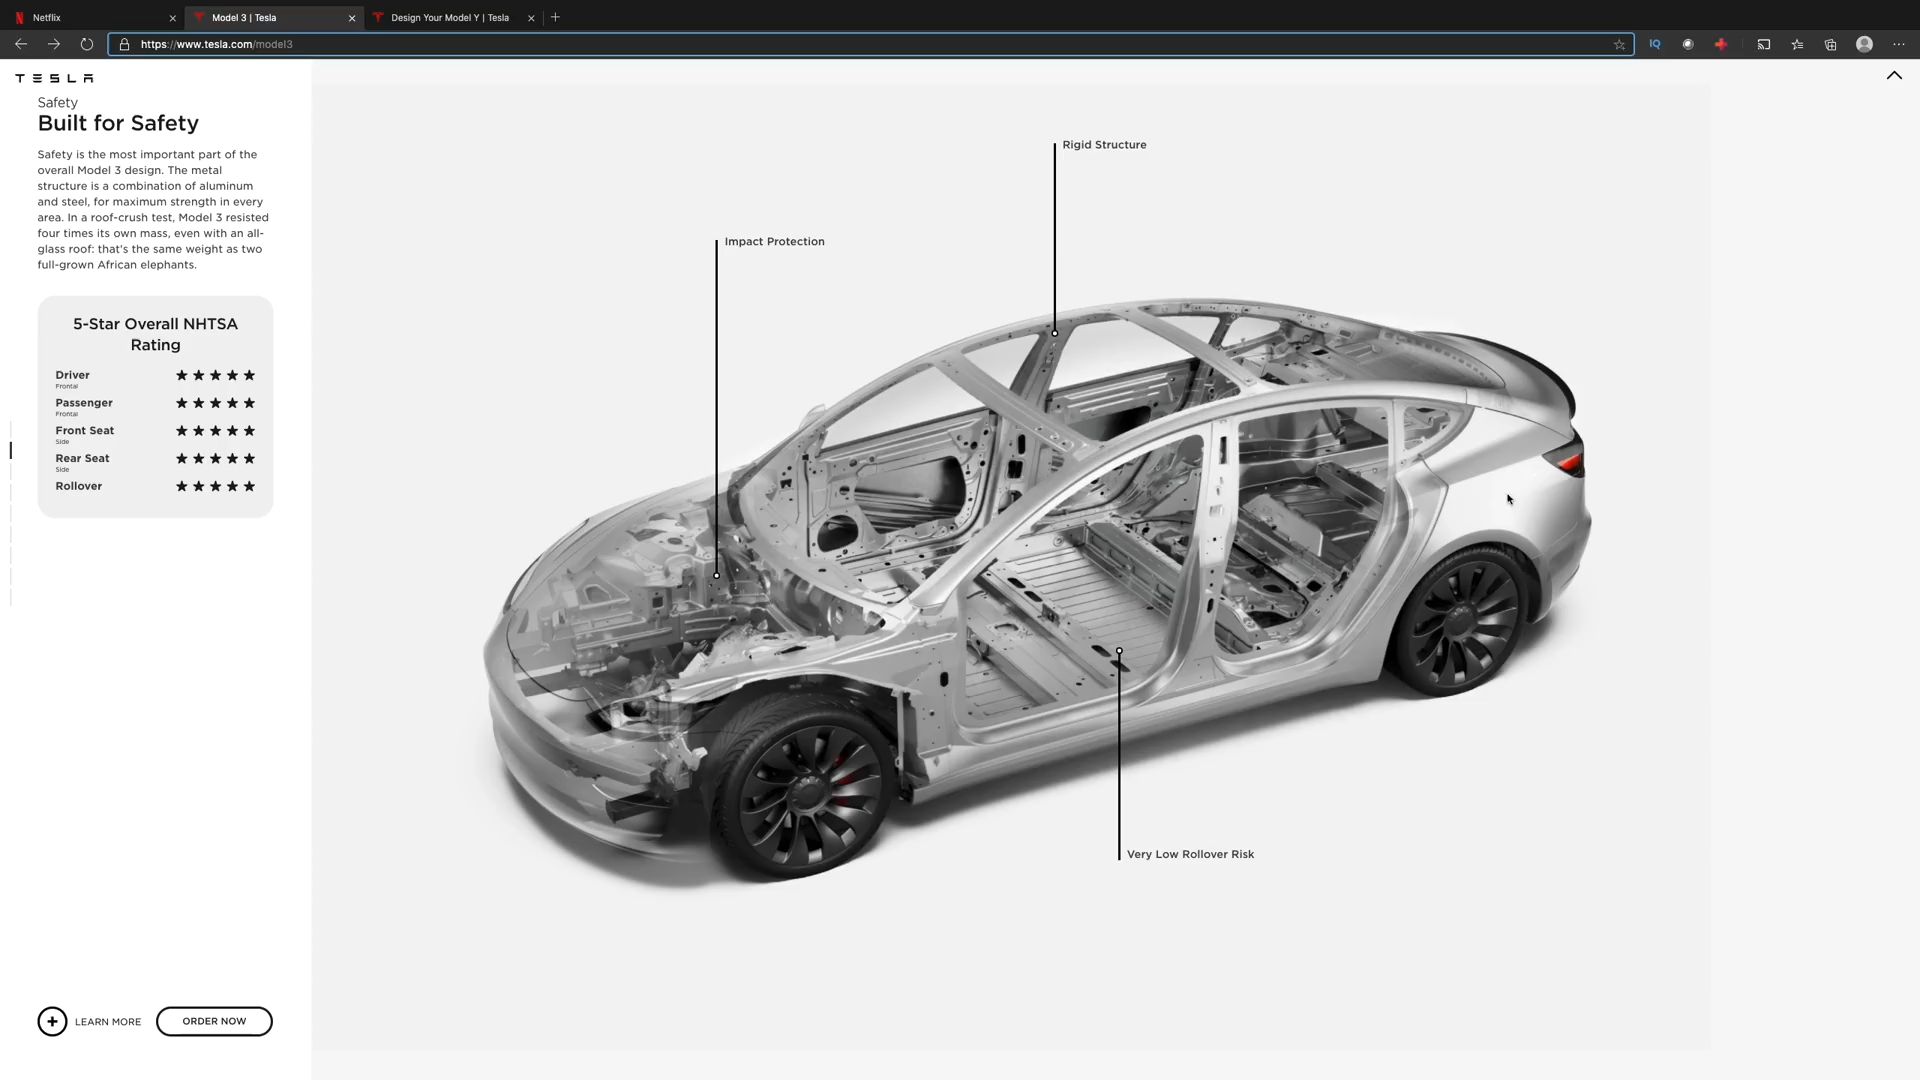 Netflix
Model 3 | Tesla
Design Your Model Y | Tesla
https://www.tesla.com/model3
IQ
TESLA
Safety
Built for Safety
Safety is the most important part of the
overall Model 3 design. The metal
structure is a combination of aluminum
and steel, for maximum strength in every
area. In a roof-crush test, Model 3 resisted
four times its own mass, even with an all-
glass roof: that's the same weight as two
full-grown African elephants.
5-Star Overall NHTSA
Rating
Driver
Frontal
Passenger
Frontal
Front Seat
Side
Rear Seat
Side
Rollover
Rigid Structure
Impact Protection
Very Low Rollover Risk
LEARN MORE
ORDER NOW